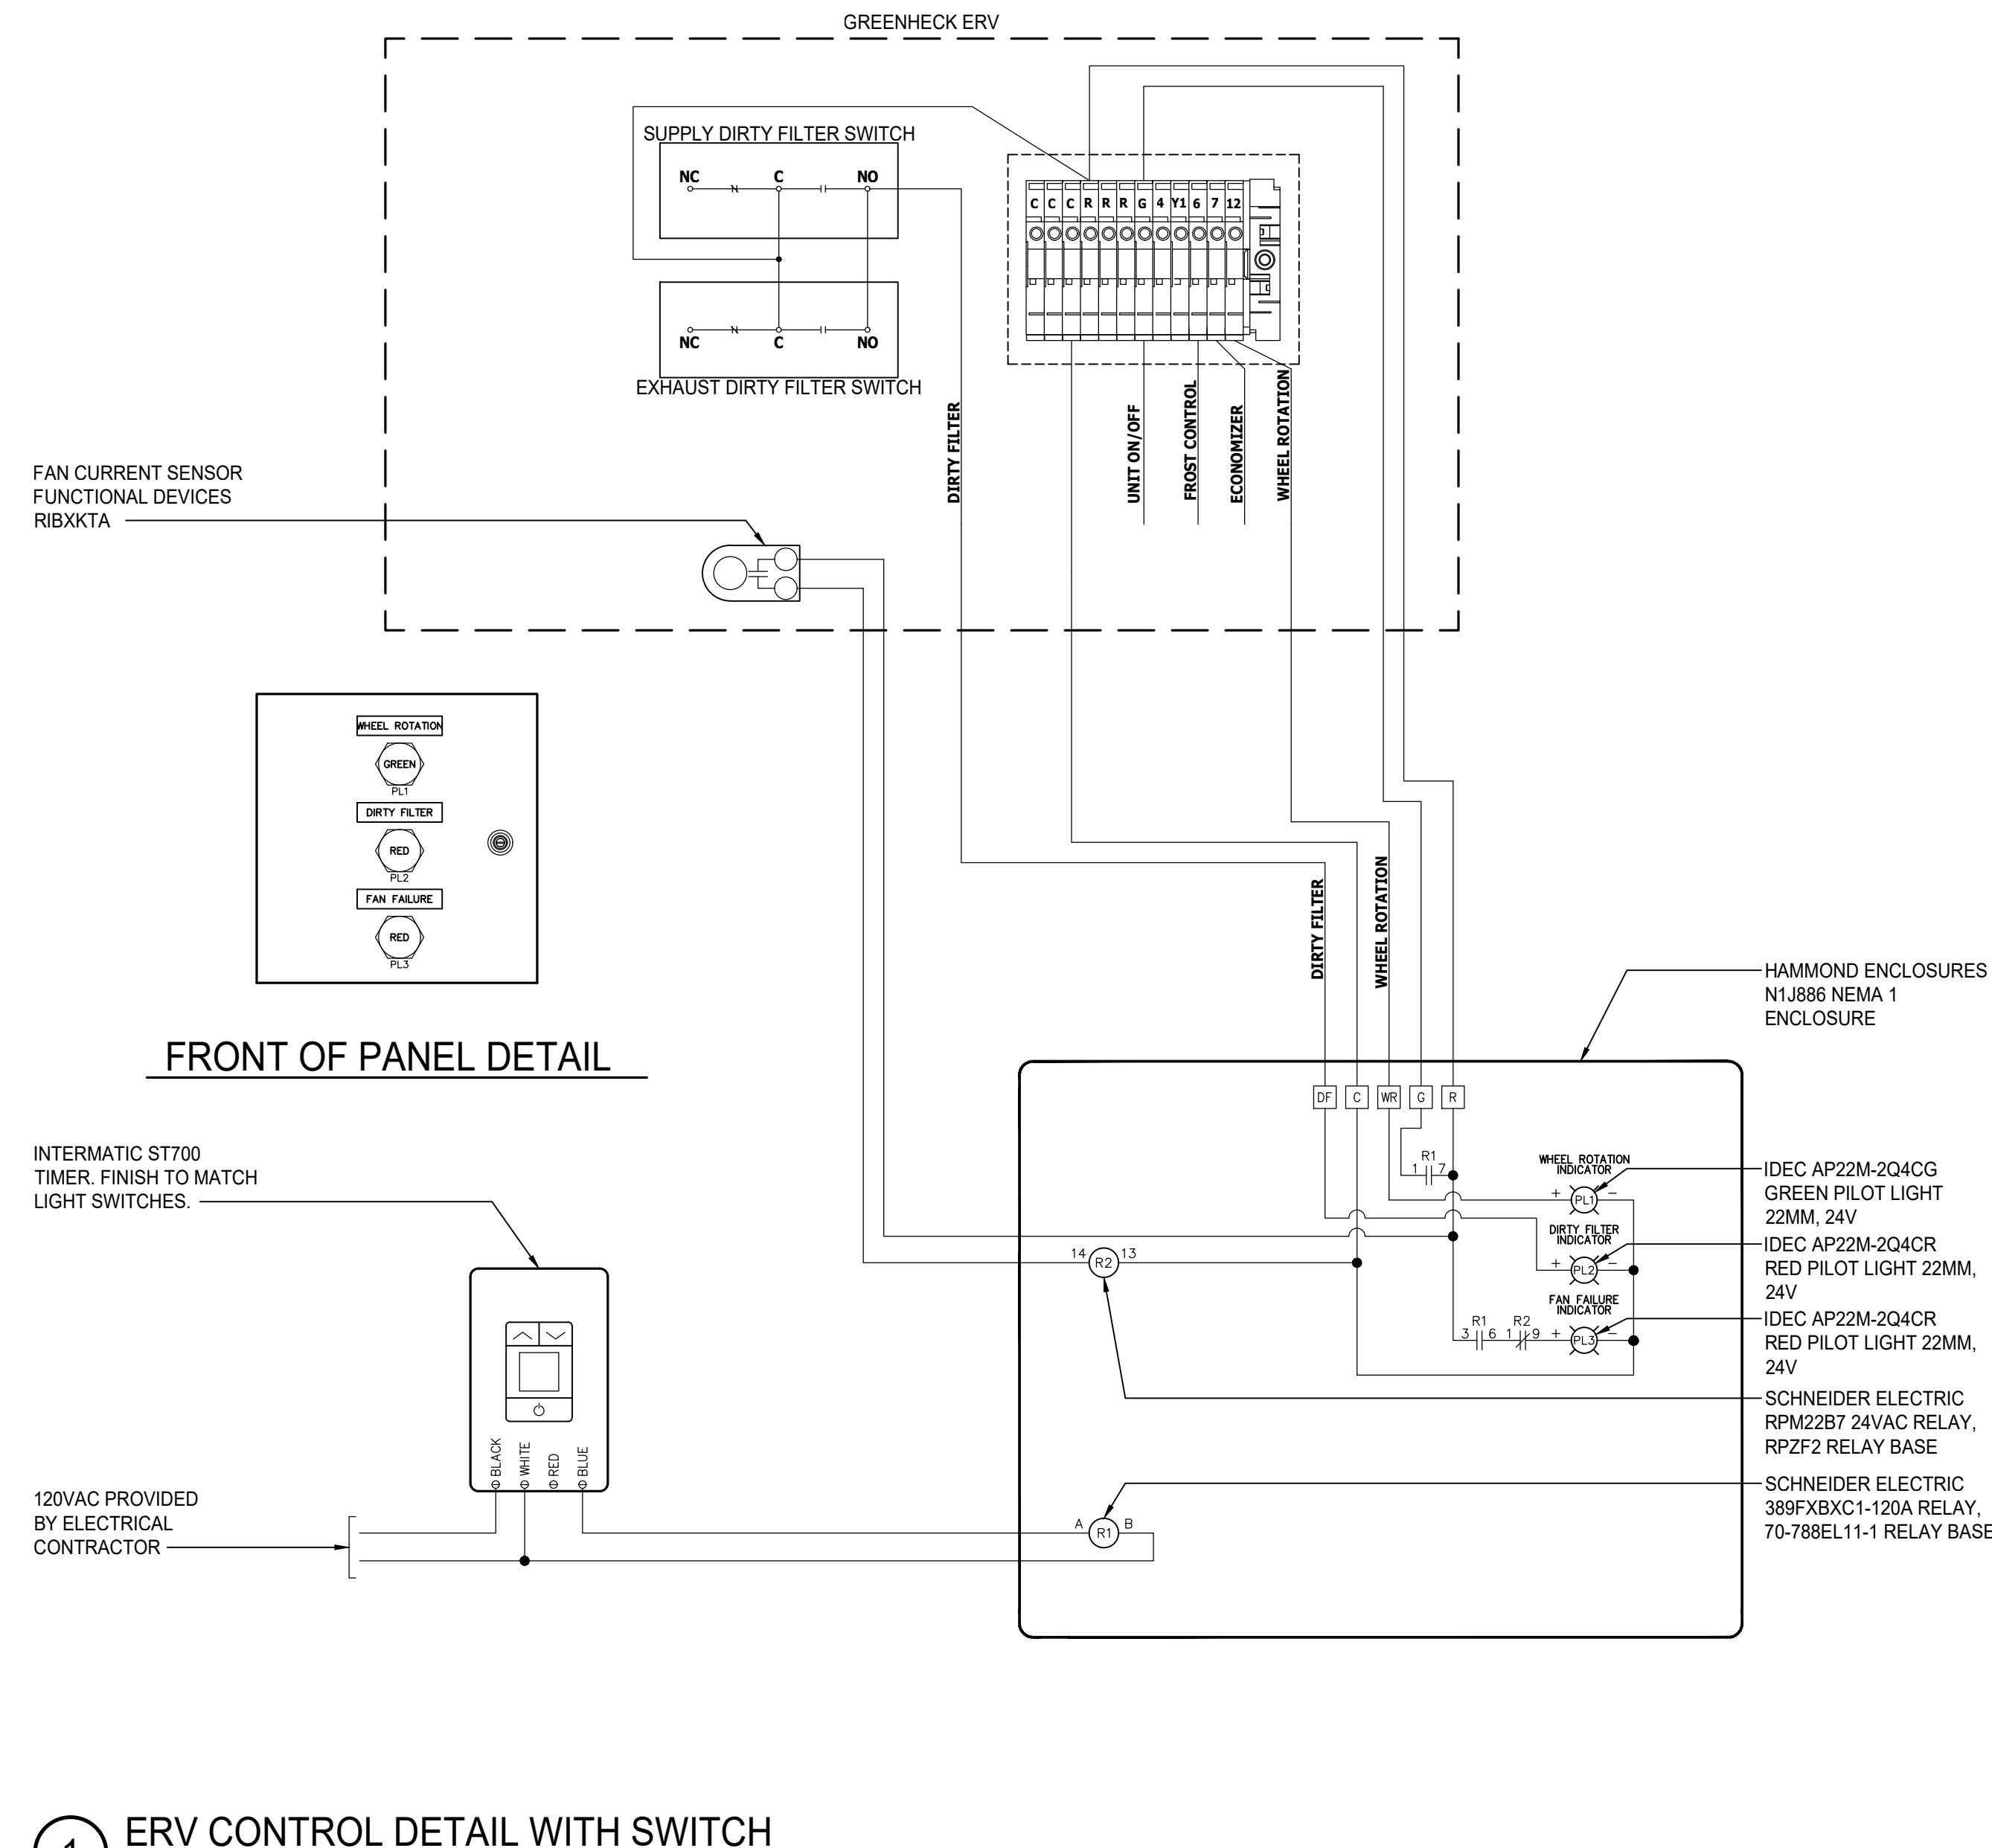 GREENHECK ERV
SUPPLY DIRTY FILTER SWITCH
NC C NO
NC C NO
EXHAUST DIRTY FILTER SWITCH
C C C R R R G 4 Y1 6 7 12
DIRTY FILTER
UNIT ON/OFF
FROST CONTROL
ECONOMIZER
WHEEL ROTATION
FAN CURRENT SENSOR
FUNCTIONAL DEVICES
RIBXKTA
WHEEL ROTATION
GREEN
PL1
DIRTY FILTER
RED
PL2
FAN FAILURE
RED
PL3
FRONT OF PANEL DETAIL
DIRTY FILTER
WHEEL ROTATION
HAMMOND ENCLOSURES
N1J886 NEMA 1
ENCLOSURE
DF C WR G R
R1
1 7
WHEEL ROTATION
INDICATOR
+ PL1 −
DIRTY FILTER
INDICATOR
+ PL2 −
FAN FAILURE
INDICATOR
R1 R2
3 6 1 9 + PL3 −
14 R2 13
A R1 B
IDEC AP22M-2Q4CG
GREEN PILOT LIGHT
22MM, 24V
IDEC AP22M-2Q4CR
RED PILOT LIGHT 22MM,
24V
IDEC AP22M-2Q4CR
RED PILOT LIGHT 22MM,
24V
SCHNEIDER ELECTRIC
RPM22B7 24VAC RELAY,
RPZF2 RELAY BASE
SCHNEIDER ELECTRIC
389FXBXC1-120A RELAY,
70-788EL11-1 RELAY BASE
INTERMATIC ST700
TIMER. FINISH TO MATCH
LIGHT SWITCHES.
BLACK
WHITE
RED
BLUE
120VAC PROVIDED
BY ELECTRICAL
CONTRACTOR
1
ERV CONTROL DETAIL WITH SWITCH